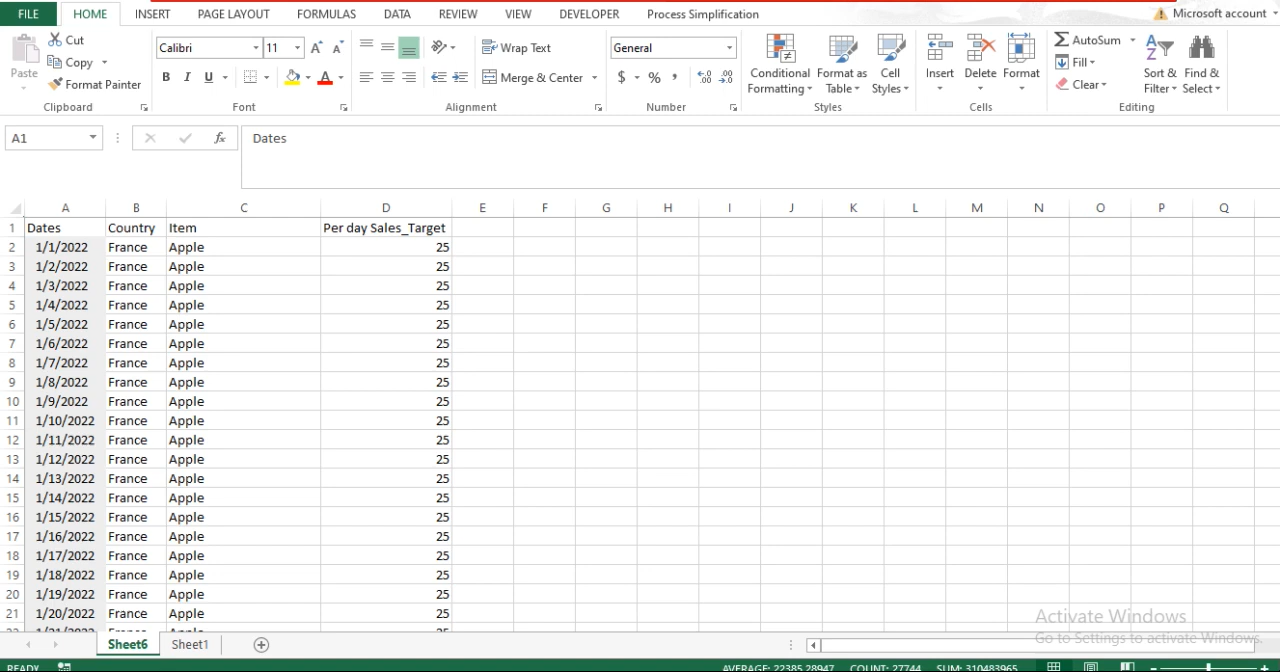 FILE HOME INSERT PAGE LAYOUT FORMULAS DATA REVIEW VIEW DEVELOPER Process Simplification Microsoft account
Paste Cut Copy Format Painter Clipboard
Calibri 11 A A B I U A Font
Wrap Text Merge & Center Alignment
General $ % , .0 .00 Number
Conditional Formatting Format as Table Cell Styles Styles
Insert Delete Format Cells
AutoSum Fill Clear Sort & Filter Find & Select Editing
A1 fx Dates
A B C D E F G H I J K L M N O P Q
1 Dates Country Item Per day Sales_Target
2 1/1/2022 France Apple 25
3 1/2/2022 France Apple 25
4 1/3/2022 France Apple 25
5 1/4/2022 France Apple 25
6 1/5/2022 France Apple 25
7 1/6/2022 France Apple 25
8 1/7/2022 France Apple 25
9 1/8/2022 France Apple 25
10 1/9/2022 France Apple 25
11 1/10/2022 France Apple 25
12 1/11/2022 France Apple 25
13 1/12/2022 France Apple 25
14 1/13/2022 France Apple 25
15 1/14/2022 France Apple 25
16 1/15/2022 France Apple 25
17 1/16/2022 France Apple 25
18 1/17/2022 France Apple 25
19 1/18/2022 France Apple 25
20 1/19/2022 France Apple 25
21 1/20/2022 France Apple 25
Activate Windows
Go to Settings to activate Windows.
Sheet6 Sheet1
READY AVERAGE: 22385.28947 COUNT: 27744 SUM: 310483965